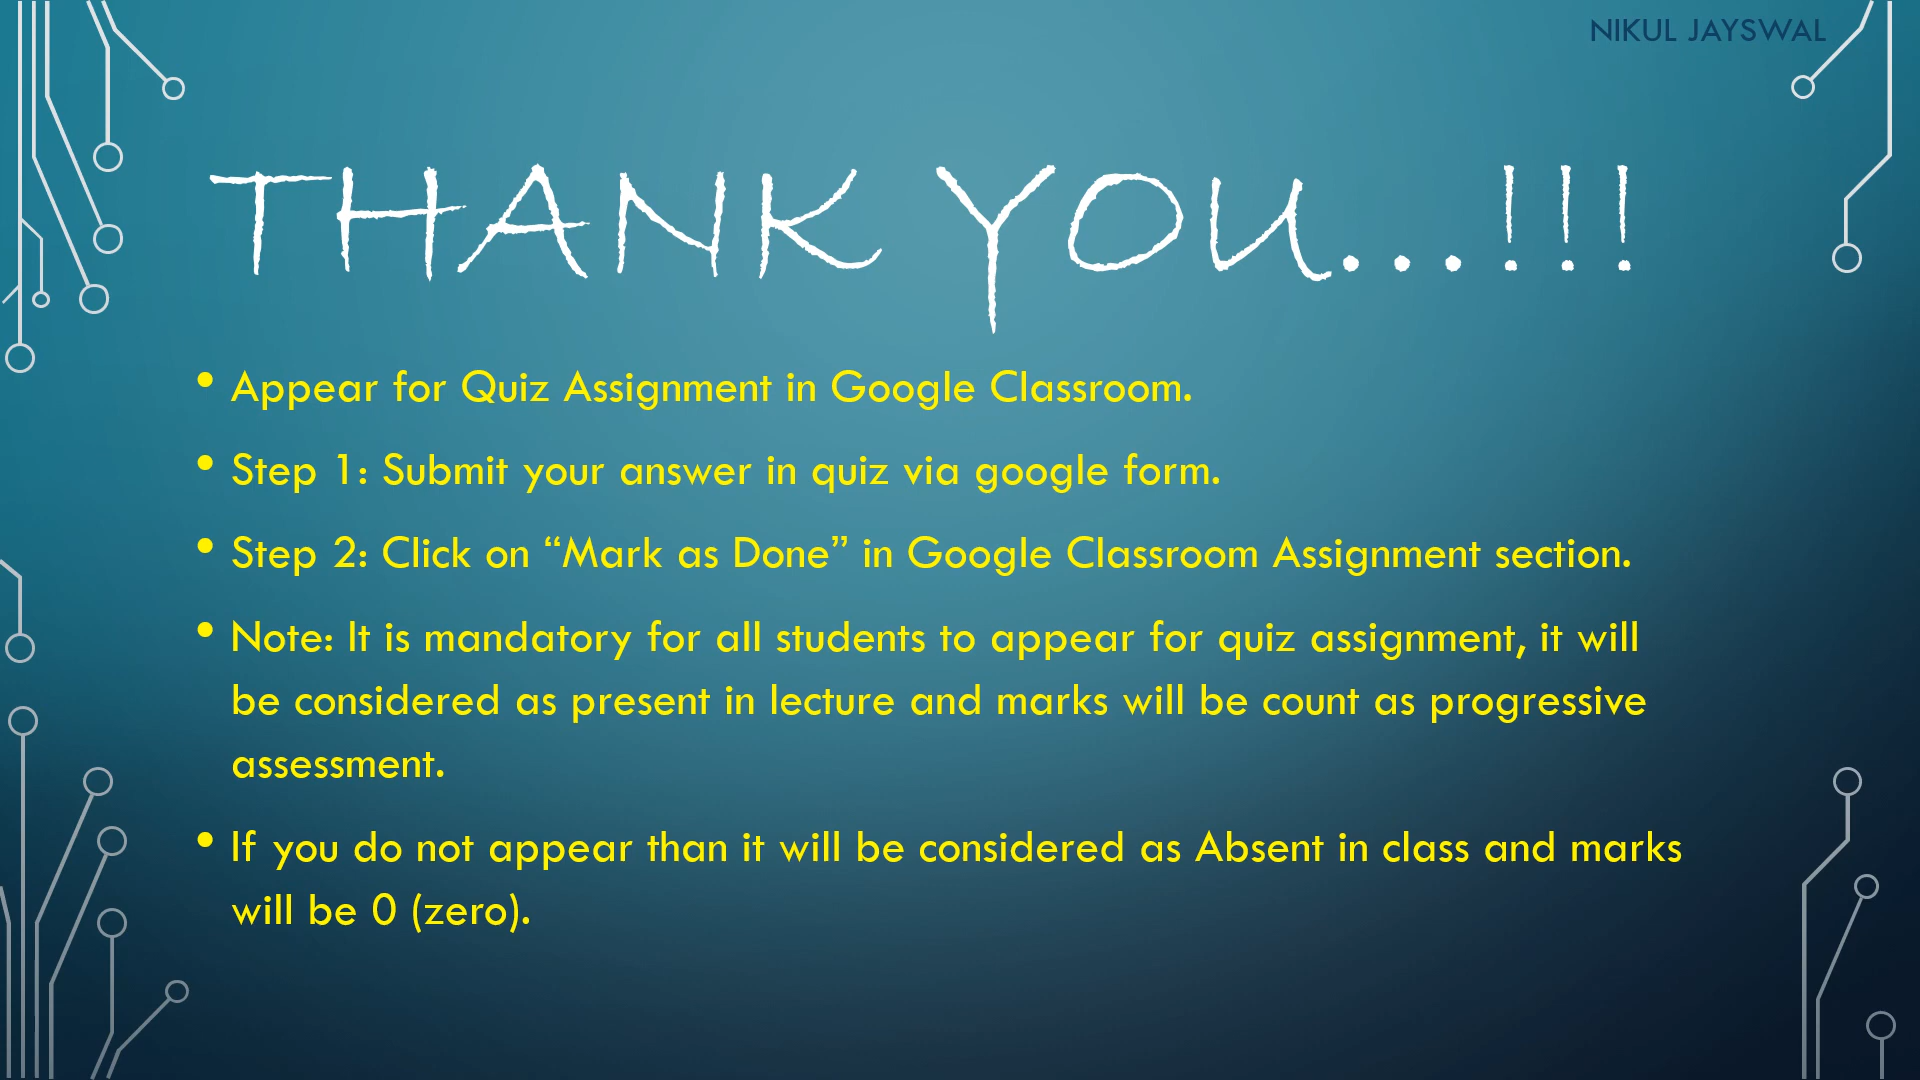 NIKUL JAYSWAL
THANK YOU...!!!
• Appear for Quiz Assignment in Google Classroom.
• Step 1: Submit your answer in quiz via google form.
• Step 2: Click on “Mark as Done” in Google Classroom Assignment section.
• Note: It is mandatory for all students to appear for quiz assignment, it will
be considered as present in lecture and marks will be count as progressive
assessment.
• If you do not appear than it will be considered as Absent in class and marks
will be 0 (zero).